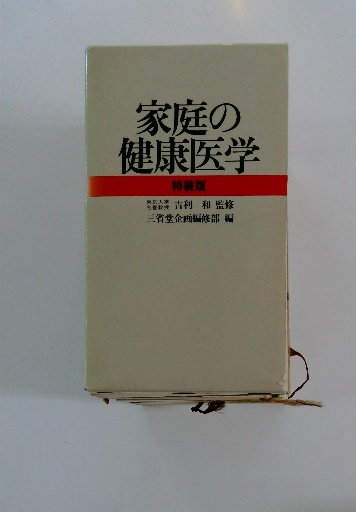 家庭の
健康医学
特装版
東京大学
名誉教授 吉利 和 監修
三省堂企画編修部 編